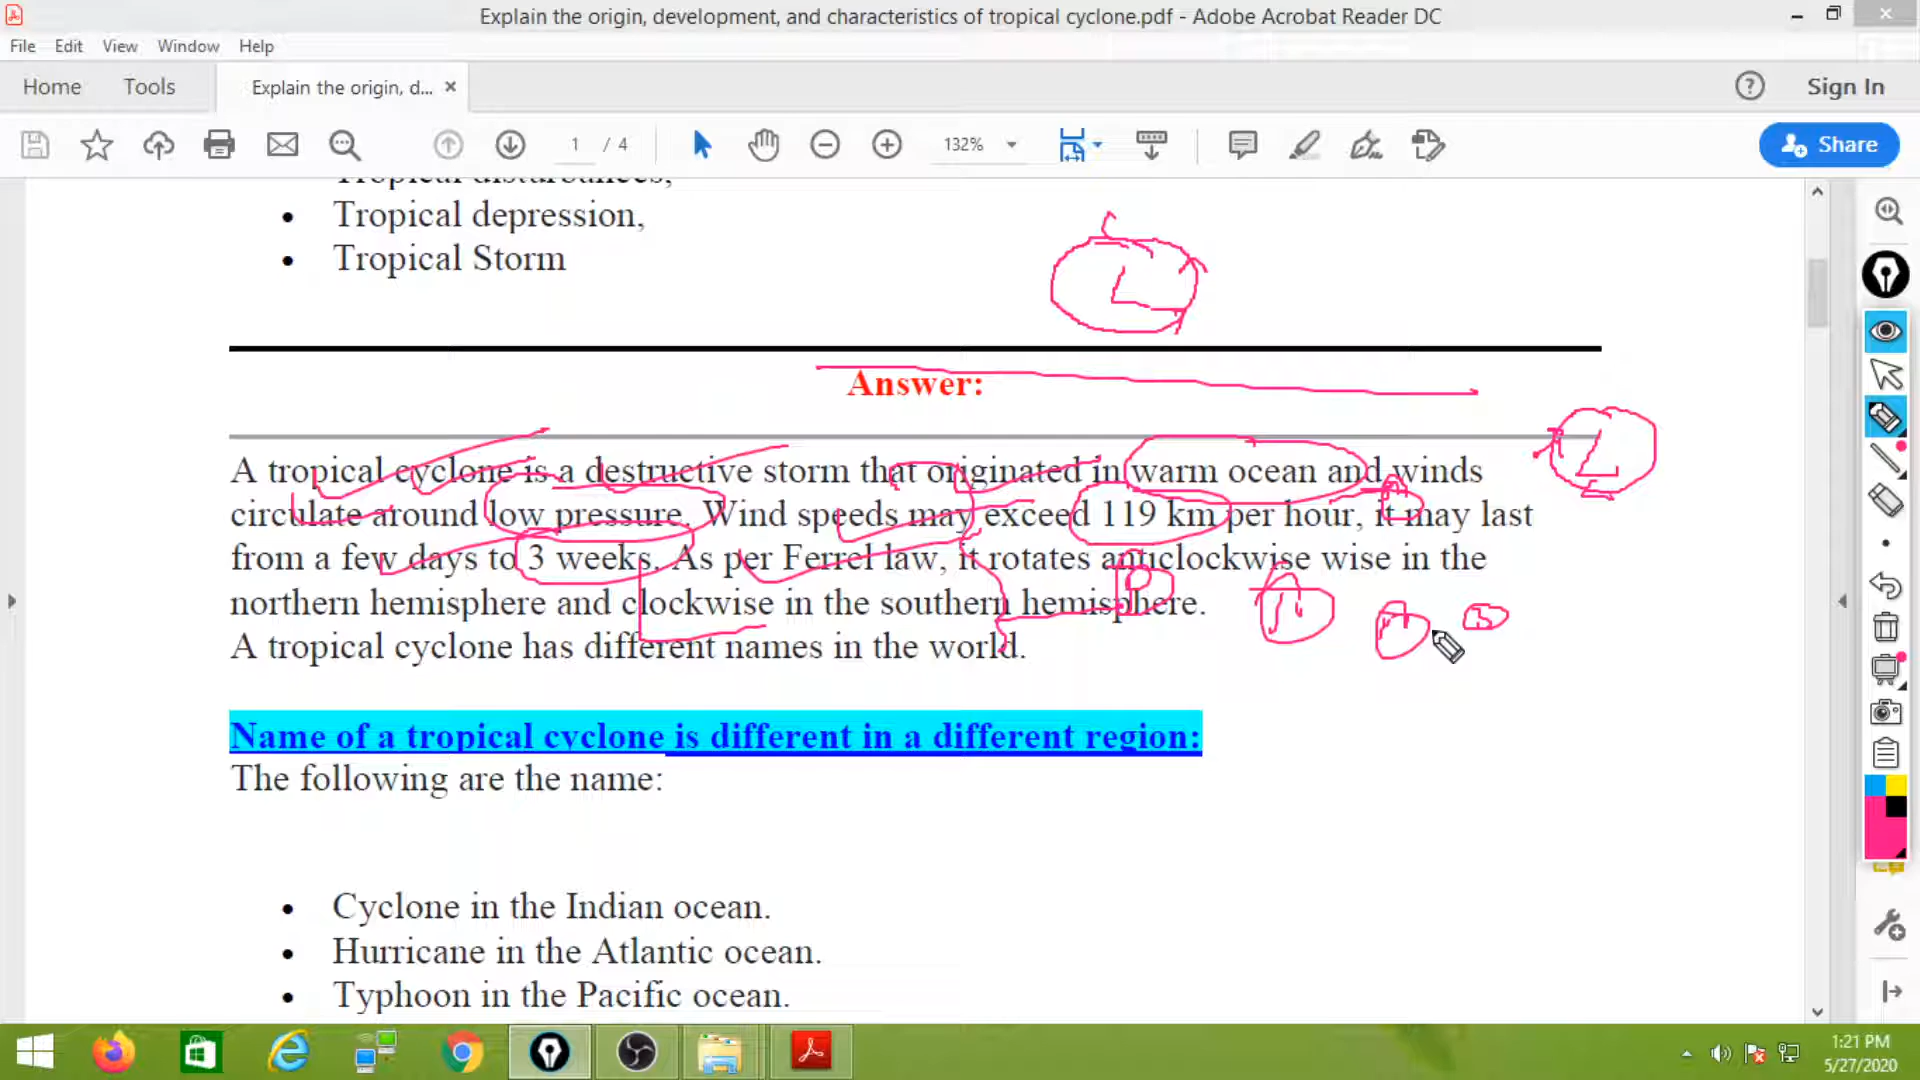 Explain the origin, development, and characteristics of tropical cyclone.pdf - Adobe Acrobat Reader DC
File Edit View Window Help
Home Tools Explain the origin, d... Sign In
1 / 4 132% Share
Tropical disturbances,
• Tropical depression,
• Tropical Storm
L
Answer:
L
A tropical cyclone is a destructive storm that originated in warm ocean and winds
circulate around low pressure. Wind speeds may exceed 119 km per hour, it may last
from a few days to 3 weeks. As per Ferrel law, it rotates anticlockwise wise in the
northern hemisphere and clockwise in the southern hemisphere.
P
A tropical cyclone has different names in the world.
Name of a tropical cyclone is different in a different region:
The following are the name:
• Cyclone in the Indian ocean.
• Hurricane in the Atlantic ocean.
• Typhoon in the Pacific ocean.
1:21 PM
5/27/2020